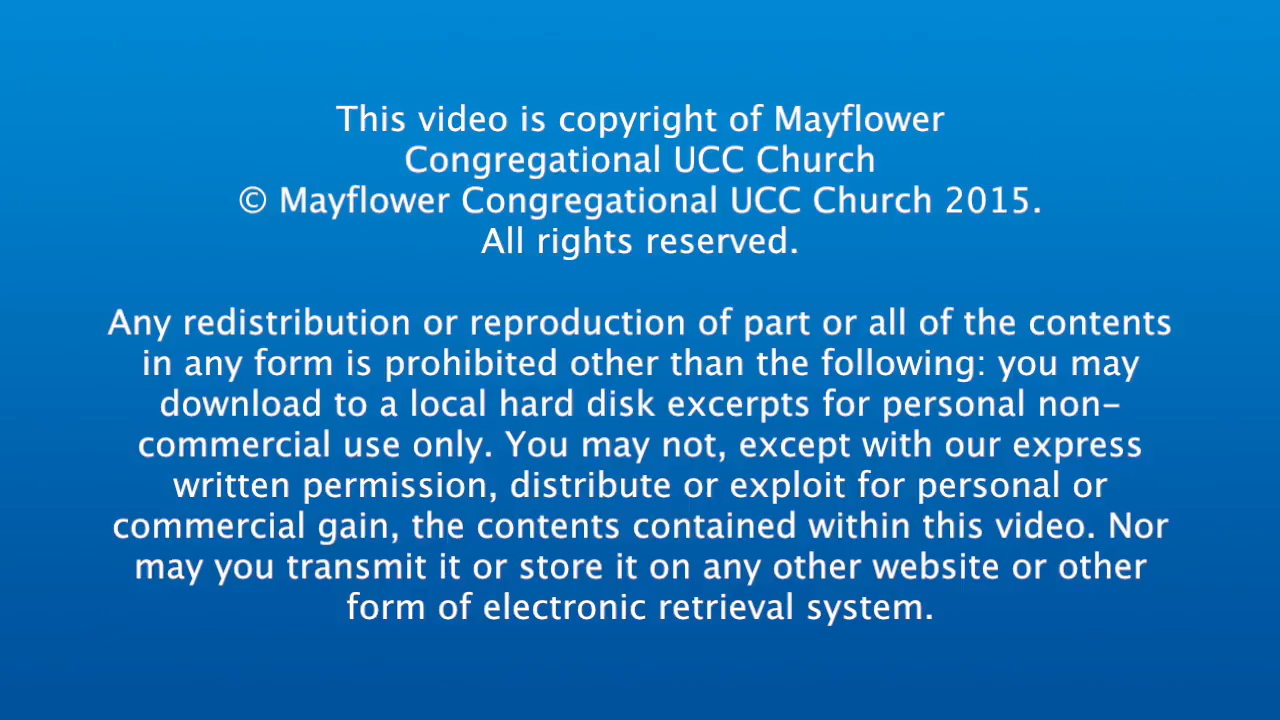 This video is copyright of Mayflower
Congregational UCC Church
© Mayflower Congregational UCC Church 2015.
All rights reserved.
Any redistribution or reproduction of part or all of the contents
in any form is prohibited other than the following: you may
download to a local hard disk excerpts for personal non-
commercial use only. You may not, except with our express
written permission, distribute or exploit for personal or
commercial gain, the contents contained within this video. Nor
may you transmit it or store it on any other website or other
form of electronic retrieval system.